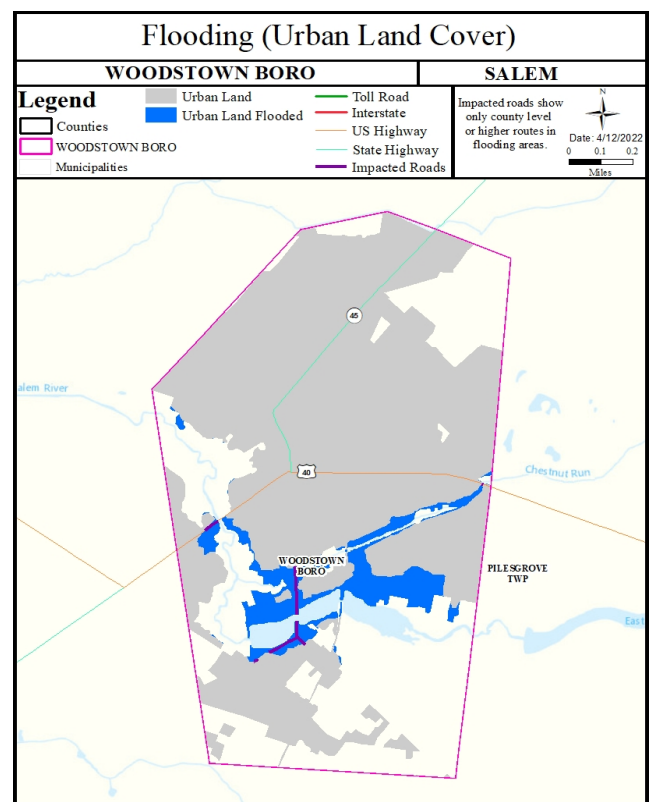 Flooding (Urban Land Cover)
WOODSTOWN BORO
SALEM
Legend
Counties
WOODSTOWN BORO
Municipalities
Urban Land
Urban Land Flooded
Toll Road
Interstate
US Highway
State Highway
Impacted Roads
Impacted roads show
only county level
or higher routes in
flooding areas.
N
Date: 4/12/2022
0 0.1 0.2
Miles
45
alem River
40
Chestnut Run
WOODSTOWN
BORO
PILESGROVE
TWP
East